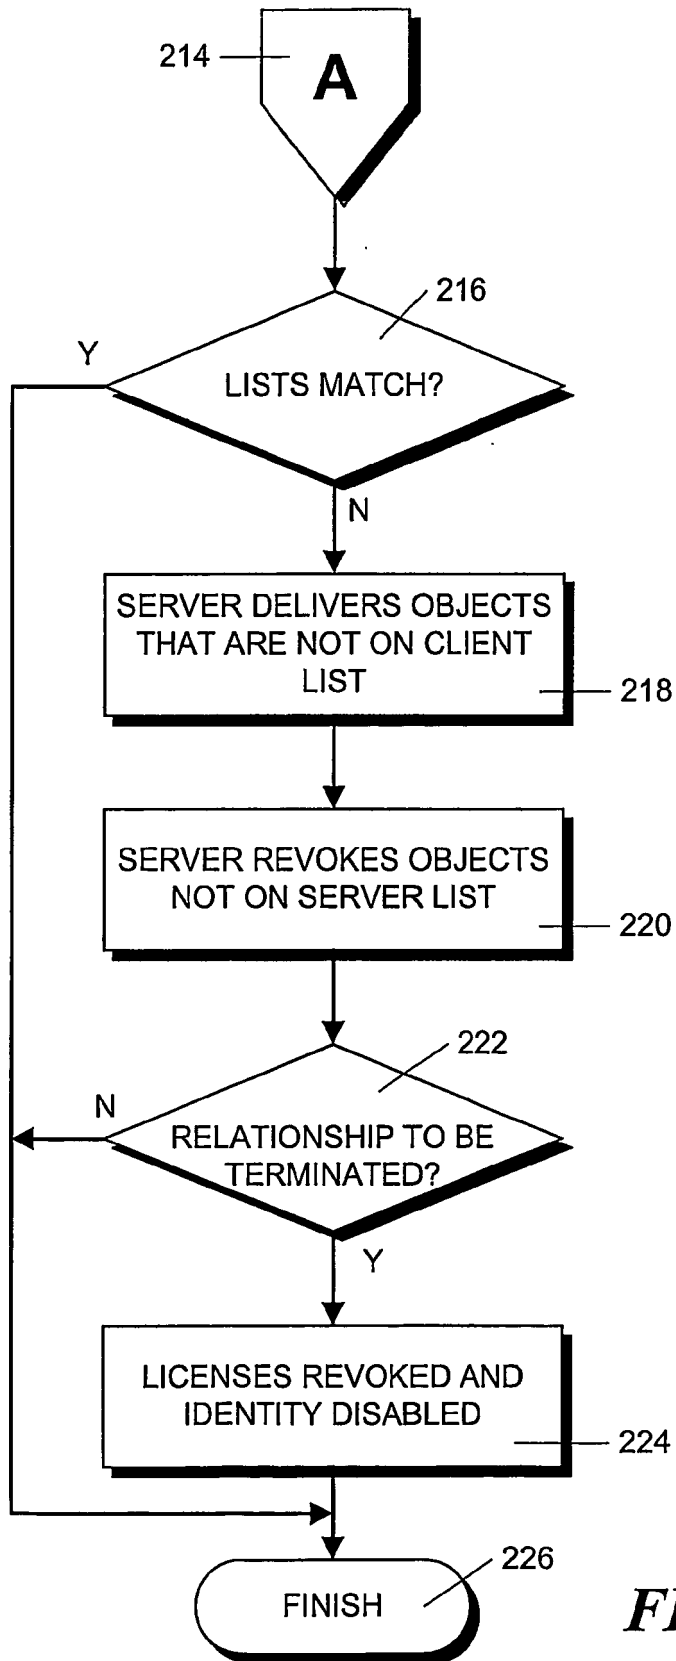 214
A
216
Y
LISTS MATCH?
N
SERVER DELIVERS OBJECTS
THAT ARE NOT ON CLIENT
LIST
218
SERVER REVOKES OBJECTS
NOT ON SERVER LIST
220
222
N
RELATIONSHIP TO BE
TERMINATED?
Y
LICENSES REVOKED AND
IDENTITY DISABLED
224
226
FINISH